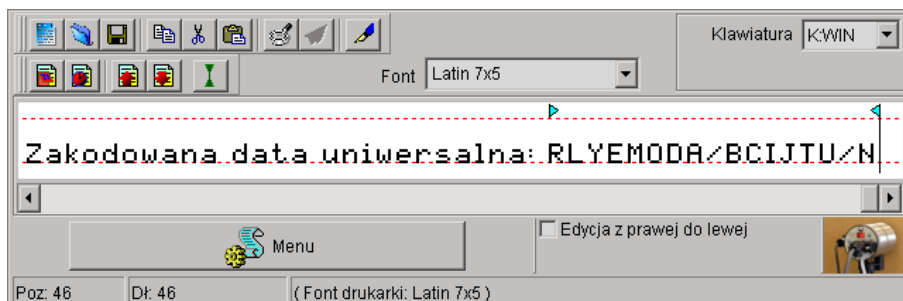 Klawiatura K:WIN
Font Latin 7x5
Zakodowana data uniwersalna: RLYEMODA/BCIJTU/N
Menu
Edycja z prawej do lewej
Poz: 46 Dł: 46 ( Font drukarki: Latin 7x5 )